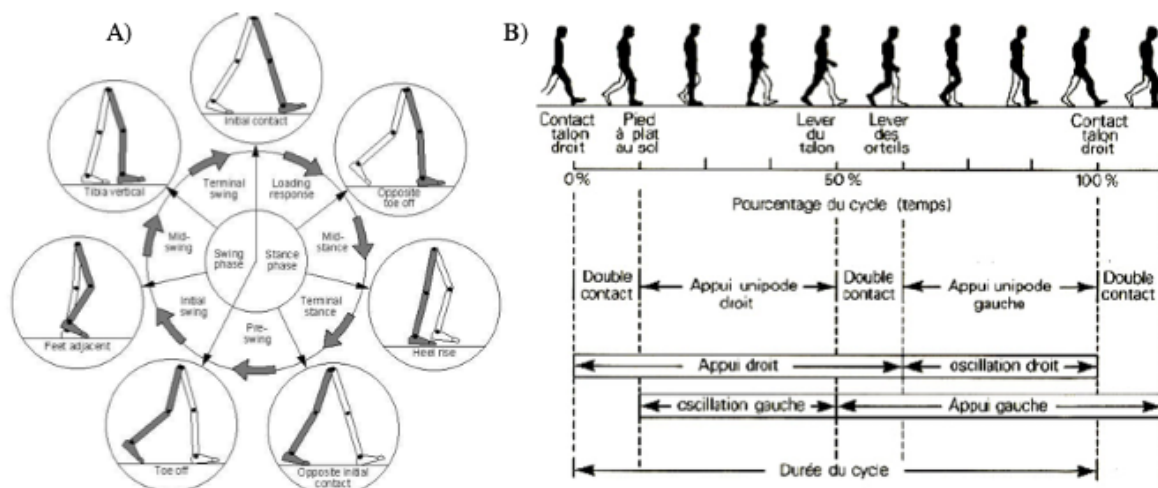 A)
Initial contact
Opposite
toe off
Heel rise
Opposite initial
contact
Toe off
Feet adjacent
Tibia vertical
Loading
response
Mid-
stance
Terminal
stance
Pre-
swing
Initial
swing
Mid-
swing
Terminal
swing
Swing
phase
Stance
phase
B)
Contact
talon
droit
Pied
à plat
au sol
Lever
du
talon
Lever
des
orteils
Contact
talon
droit
0% 50% 100%
Pourcentage du cycle (temps)
Double
contact
Appui unipode
droit
Double
contact
Appui unipode
gauche
Double
contact
Appui droit
oscillation droit
oscillation gauche
Appui gauche
Durée du cycle